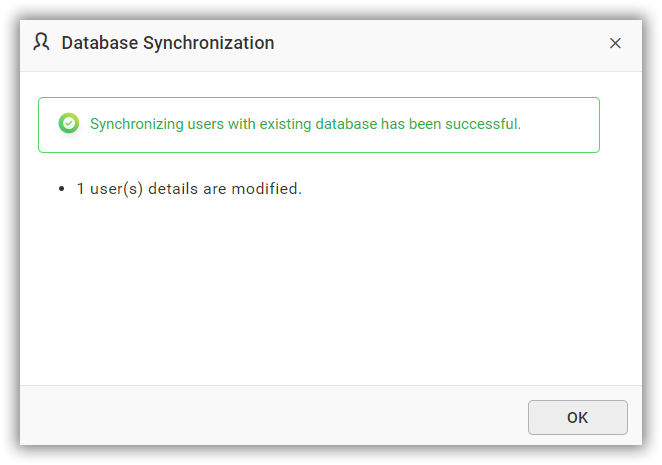 Database Synchronization
Synchronizing users with existing database has been successful.
• 1 user(s) details are modified.
OK